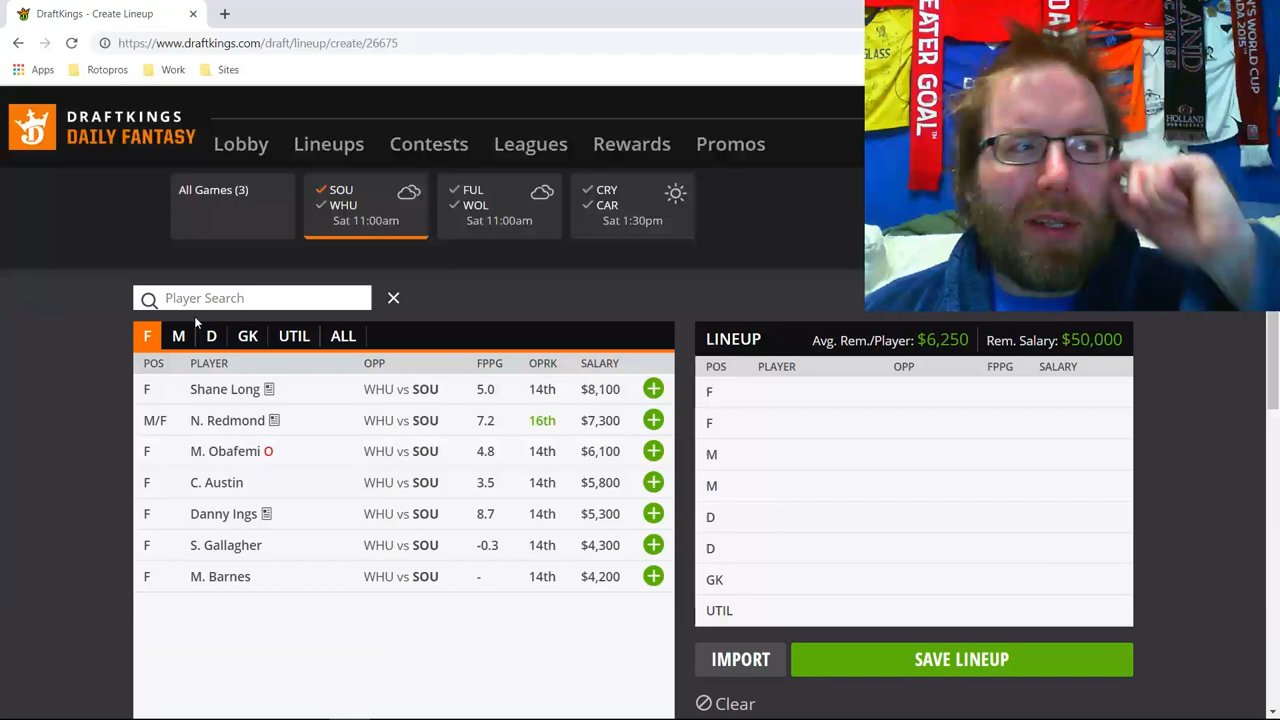 DraftKings - Create Lineup
https://www.draftkings.com/draft/lineup/create/26675
Apps Rotopros Work Sites
DRAFTKINGS
DAILY FANTASY
Lobby Lineups Contests Leagues Rewards Promos
All Games (3)
SOU
WHU
Sat 11:00am
FUL
WOL
Sat 11:00am
CRY
CAR
Sat 1:30pm
Player Search
F M D GK UTIL ALL
POS PLAYER OPP FPPG OPRK SALARY
F Shane Long WHU vs SOU 5.0 14th $8,100
M/F N. Redmond WHU vs SOU 7.2 16th $7,300
F M. Obafemi O WHU vs SOU 4.8 14th $6,100
F C. Austin WHU vs SOU 3.5 14th $5,800
F Danny Ings WHU vs SOU 8.7 14th $5,300
F S. Gallagher WHU vs SOU -0.3 14th $4,300
F M. Barnes WHU vs SOU - 14th $4,200
LINEUP Avg. Rem./Player: $6,250 Rem. Salary: $50,000
POS PLAYER OPP FPPG SALARY
F
F
M
M
D
D
GK
UTIL
IMPORT SAVE LINEUP
Clear
GLASS
EATER GOAL
HOLLAND